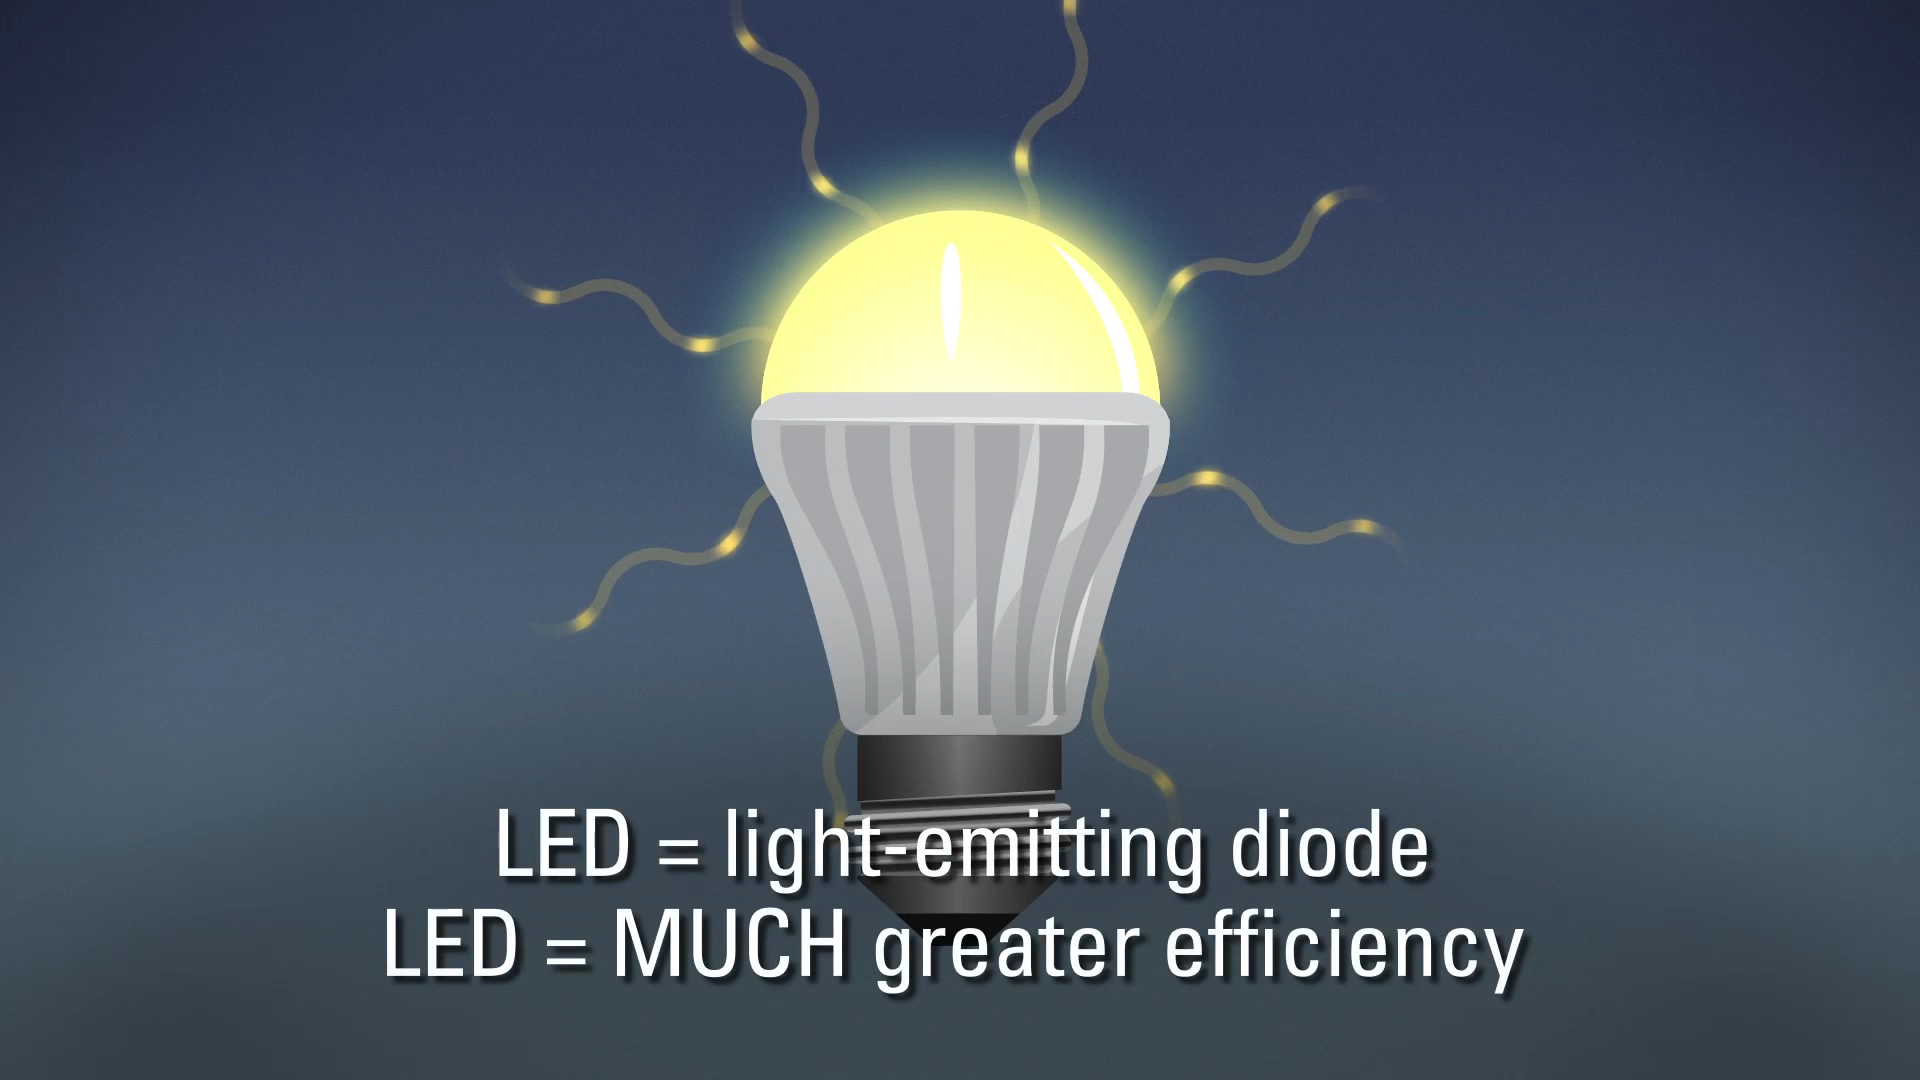 LED = light-emitting diode
LED = MUCH greater efficiency